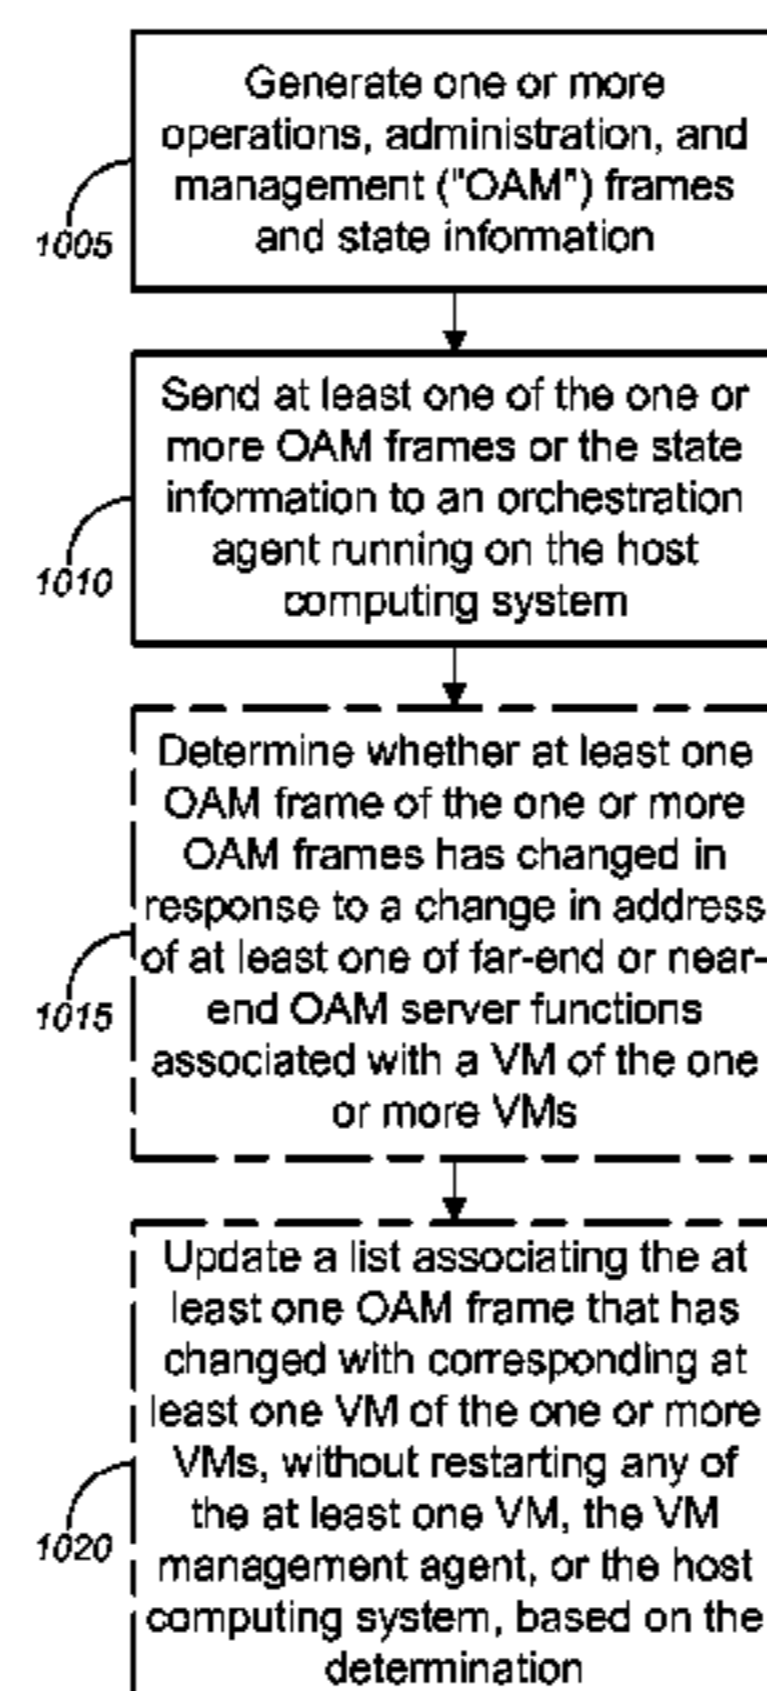 Generate one or more
operations, administration, and
management ("OAM") frames
and state information
1005
Send at least one of the one or
more OAM frames or the state
information to an orchestration
agent running on the host
computing system
1010
Determine whether at least one
OAM frame of the one or more
OAM frames has changed in
response to a change in address
of at least one of far-end or near-
end OAM server functions
associated with a VM of the one
or more VMs
1015
Update a list associating the at
least one OAM frame that has
changed with corresponding at
least one VM of the one or more
VMs, without restarting any of
the at least one VM, the VM
management agent, or the host
computing system, based on the
determination
1020